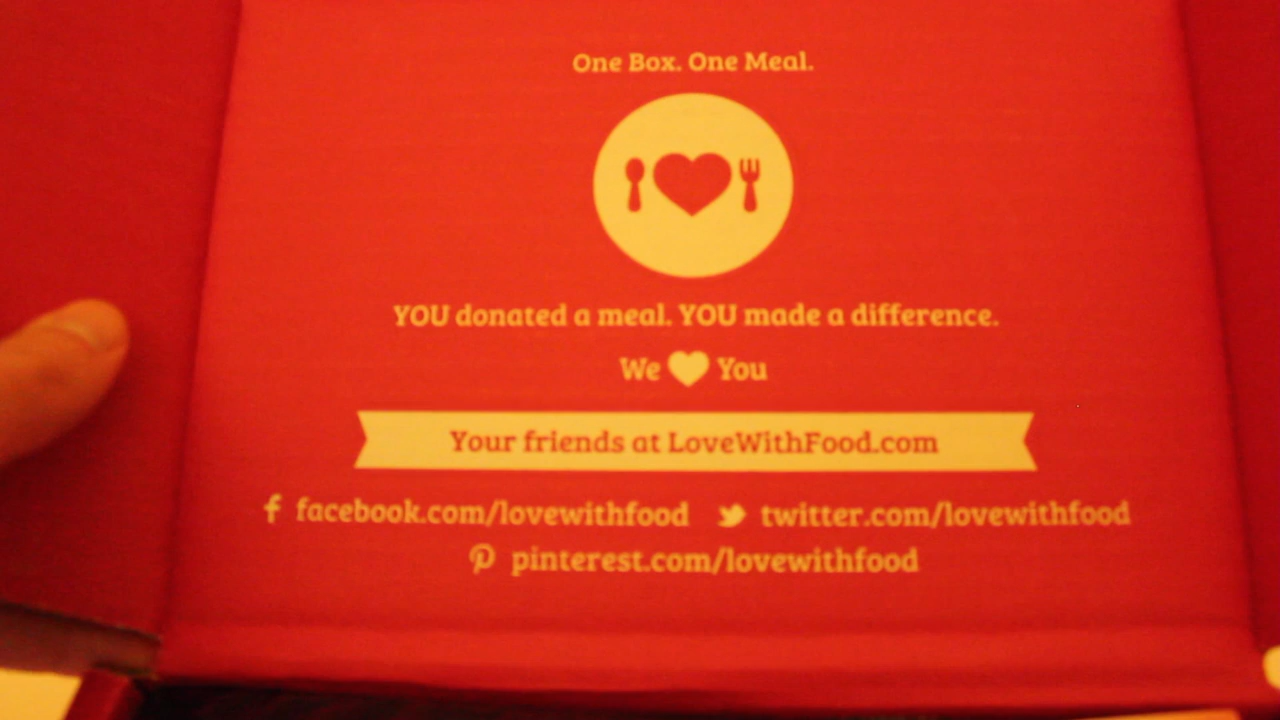 One Box. One Meal.
YOU donated a meal. YOU made a difference.
We ♥ You
Your friends at LoveWithFood.com
facebook.com/lovewithfood twitter.com/lovewithfood
pinterest.com/lovewithfood